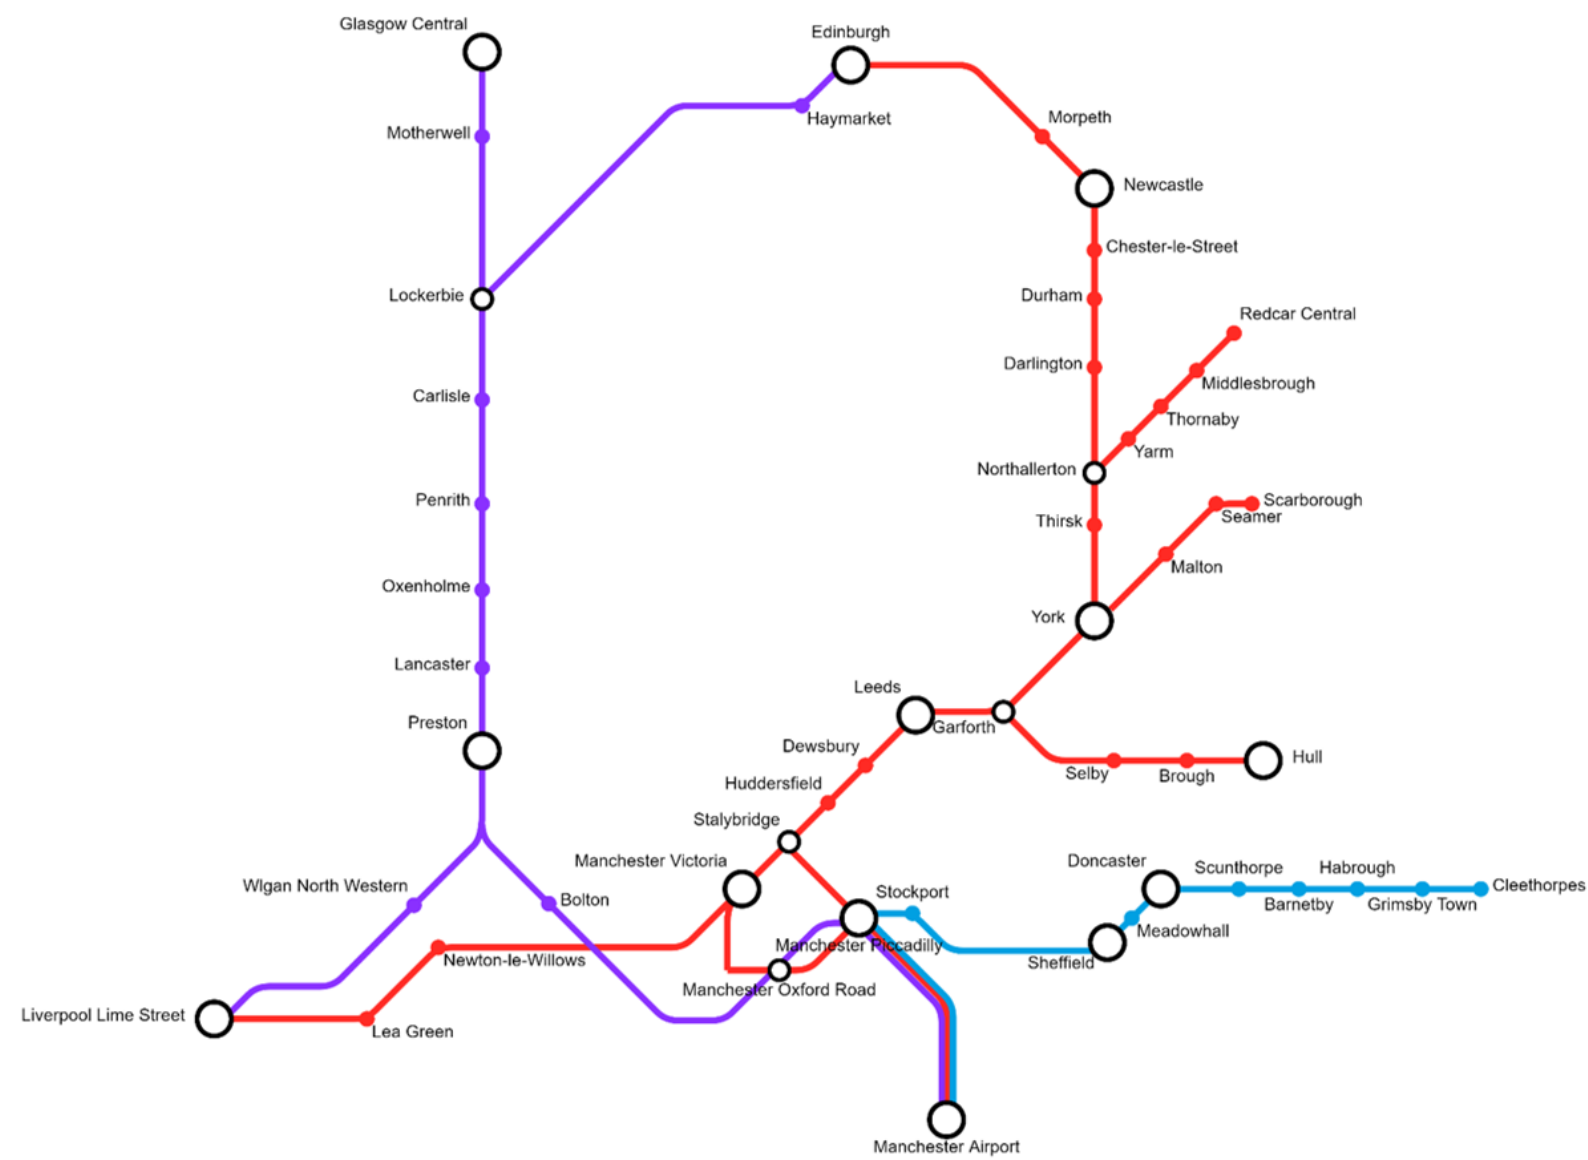 Glasgow Central
Edinburgh
Haymarket
Morpeth
Motherwell
Newcastle
Chester-le-Street
Lockerbie
Durham
Redcar Central
Darlington
Middlesbrough
Carlisle
Thornaby
Yarm
Northallerton
Penrith
Scarborough
Seamer
Thirsk
Malton
Oxenholme
York
Lancaster
Leeds
Preston
Garforth
Dewsbury
Hull
Selby
Brough
Huddersfield
Stalybridge
Manchester Victoria
Doncaster
Scunthorpe
Habrough
Cleethorpes
WIgan North Western
Bolton
Stockport
Barnetby
Grimsby Town
Meadowhall
Manchester Piccadilly
Newton-le-Willows
Sheffield
Manchester Oxford Road
Liverpool Lime Street
Lea Green
Manchester Airport